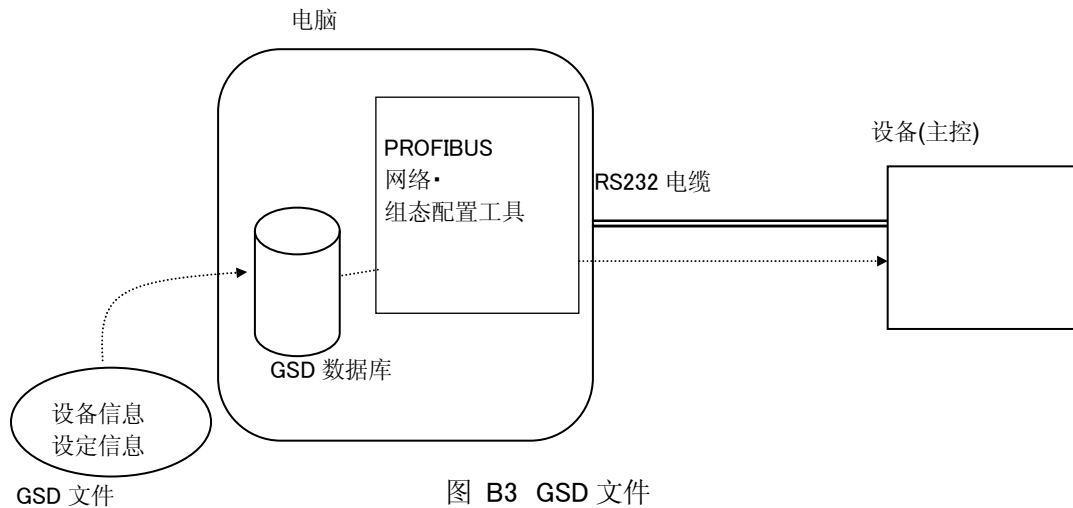 电脑
设备(主控)
PROFIBUS
网络·
组态配置工具
RS232 电缆
GSD 数据库
设备信息
设定信息
GSD 文件
图 B3 GSD 文件